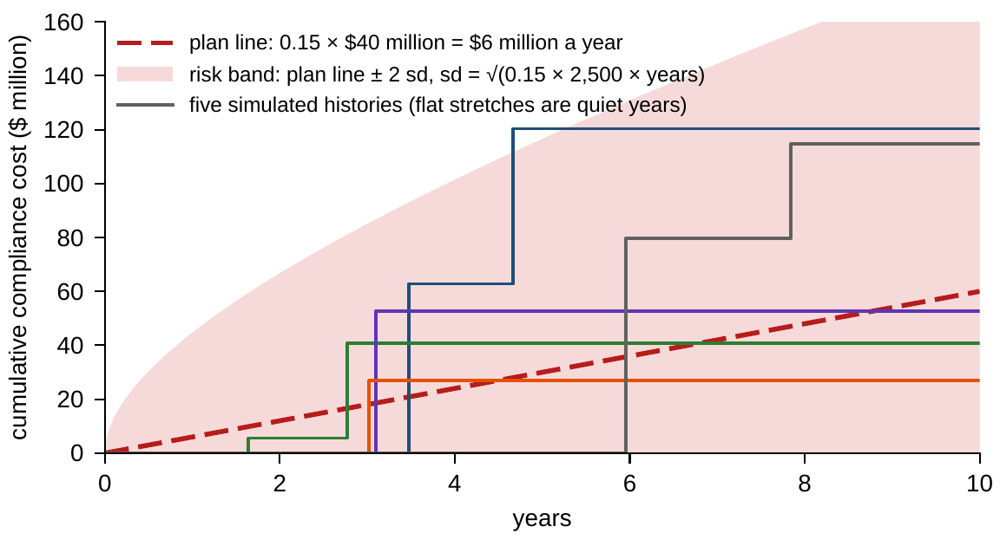 160
140
120
100
80
60
40
20
0
cumulative compliance cost ($ million)
plan line: 0.15 × $40 million = $6 million a year
risk band: plan line ± 2 sd, sd = √(0.15 × 2,500 × years)
five simulated histories (flat stretches are quiet years)
0 2 4 6 8 10
years